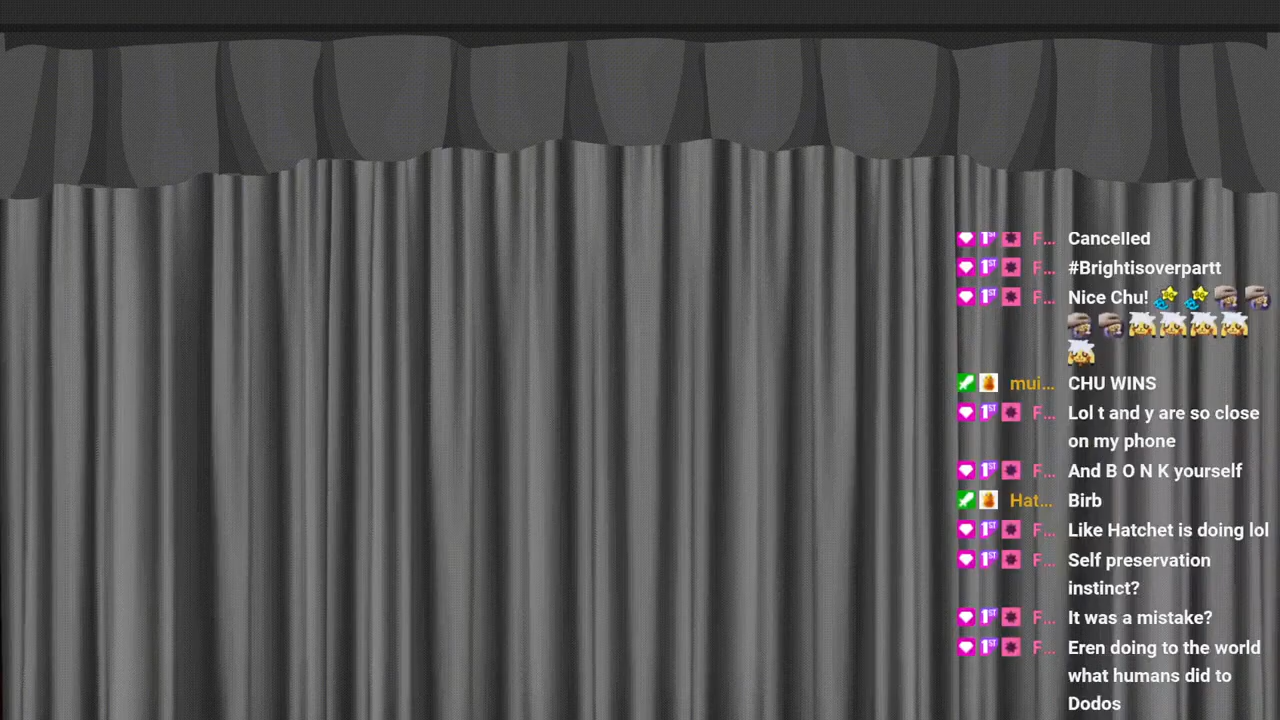 F... Cancelled
F... #Brightisoverpartt
F... Nice Chu!
mui... CHU WINS
F... Lol t and y are so close
on my phone
F... And B O N K yourself
Hat... Birb
F... Like Hatchet is doing lol
F... Self preservation
instinct?
F... It was a mistake?
F... Eren doing to the world
what humans did to
Dodos